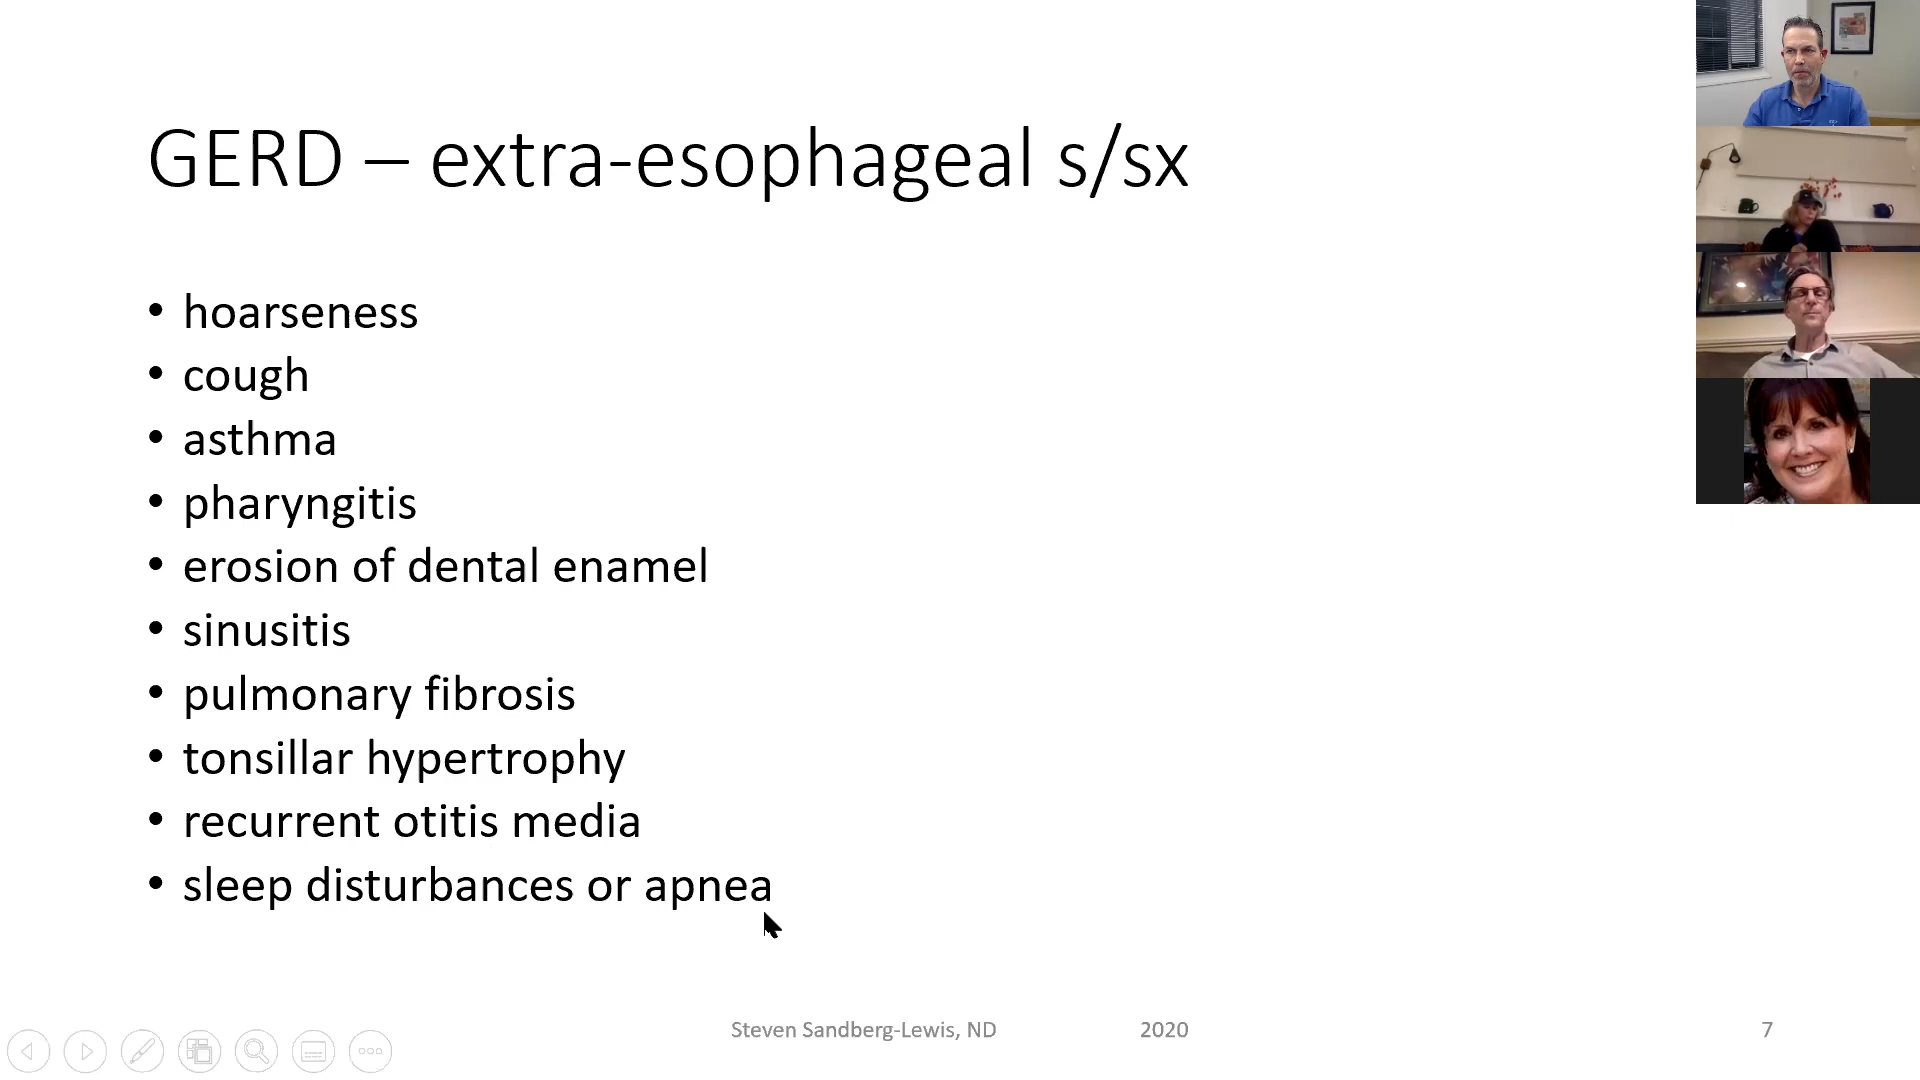 GERD – extra-esophageal s/sx
• hoarseness
• cough
• asthma
• pharyngitis
• erosion of dental enamel
• sinusitis
• pulmonary fibrosis
• tonsillar hypertrophy
• recurrent otitis media
• sleep disturbances or apnea
Steven Sandberg-Lewis, ND 2020 7